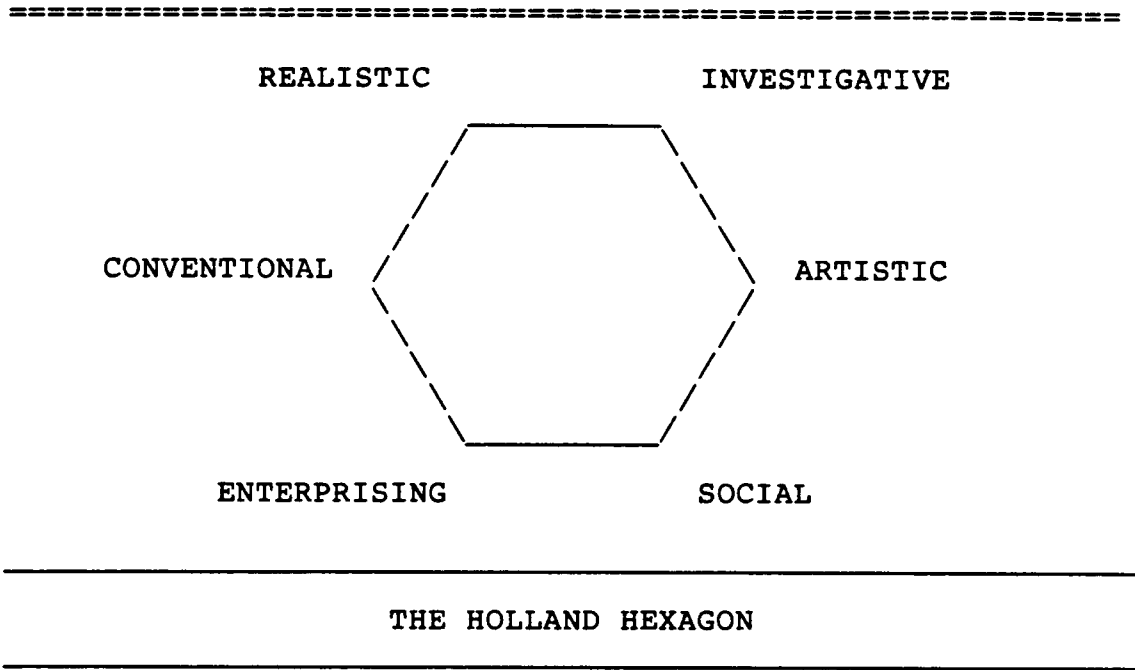 REALISTIC INVESTIGATIVE
CONVENTIONAL ARTISTIC
ENTERPRISING SOCIAL
THE HOLLAND HEXAGON